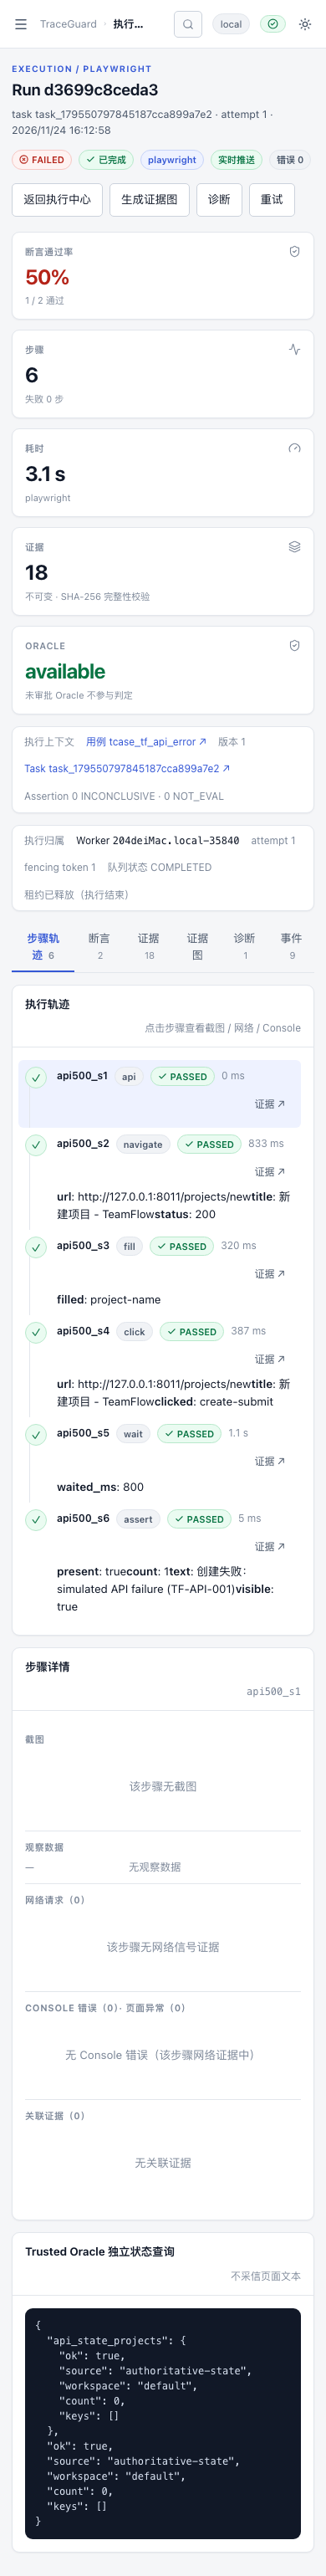 TraceGuard · 执行... local
EXECUTION / PLAYWRIGHT
Run d3699c8ceda3
task task_179550797845187cca899a7e2 · attempt 1 ·
2026/11/24 16:12:58
FAILED 已完成 playwright 实时推送 错误 0
返回执行中心 生成证据图 诊断 重试
断言通过率
50%
1 / 2 通过
步骤
6
失败 0 步
耗时
3.1 s
playwright
证据
18
不可变 · SHA-256 完整性校验
ORACLE
available
未审批 Oracle 不参与判定
执行上下文 用例 tcase_tf_api_error ↗ 版本 1
Task task_179550797845187cca899a7e2 ↗
Assertion 0 INCONCLUSIVE · 0 NOT_EVAL
执行归属 Worker 204deiMac.local-35840 attempt 1
fencing token 1 队列状态 COMPLETED
租约已释放（执行结束）
步骤轨 断言 证据 证据 诊断 事件
迹 6 2 18 图 1 9
执行轨迹
点击步骤查看截图 / 网络 / Console
api500_s1 api PASSED 0 ms
证据 ↗
api500_s2 navigate PASSED 833 ms
证据 ↗
url: http://127.0.0.1:8011/projects/newtitle: 新
建项目 - TeamFlowstatus: 200
api500_s3 fill PASSED 320 ms
证据 ↗
filled: project-name
api500_s4 click PASSED 387 ms
证据 ↗
url: http://127.0.0.1:8011/projects/newtitle: 新
建项目 - TeamFlowclicked: create-submit
api500_s5 wait PASSED 1.1 s
证据 ↗
waited_ms: 800
api500_s6 assert PASSED 5 ms
证据 ↗
present: truecount: 1text: 创建失败：
simulated API failure (TF-API-001)visible:
true
步骤详情
api500_s1
截图
该步骤无截图
观察数据
— 无观察数据
网络请求（0）
该步骤无网络信号证据
CONSOLE 错误（0）· 页面异常（0）
无 Console 错误（该步骤网络证据中）
关联证据（0）
无关联证据
Trusted Oracle 独立状态查询
不采信页面文本
{
"api_state_projects": {
"ok": true,
"source": "authoritative-state",
"workspace": "default",
"count": 0,
"keys": []
},
"ok": true,
"source": "authoritative-state",
"workspace": "default",
"count": 0,
"keys": []
}